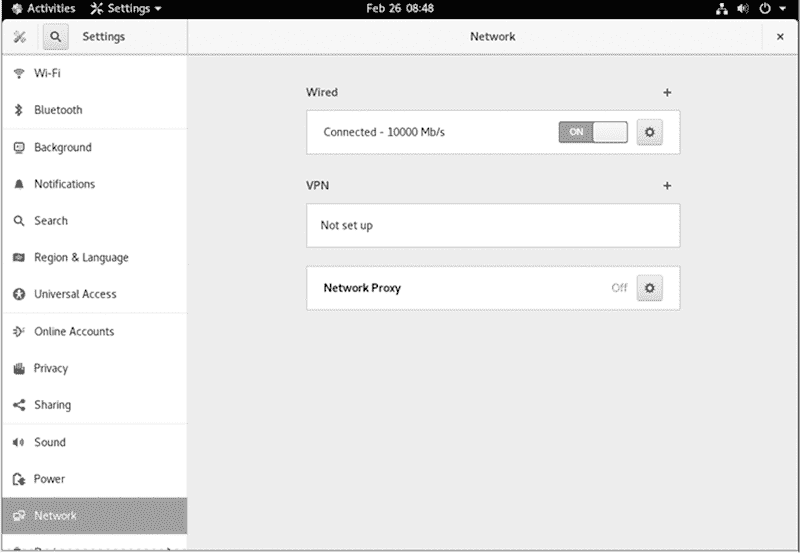 Activities Settings Feb 26 08:48
Settings Network
Wi-Fi
Bluetooth
Background
Notifications
Search
Region & Language
Universal Access
Online Accounts
Privacy
Sharing
Sound
Power
Network
Wired
Connected - 10000 Mb/s ON
VPN
Not set up
Network Proxy Off